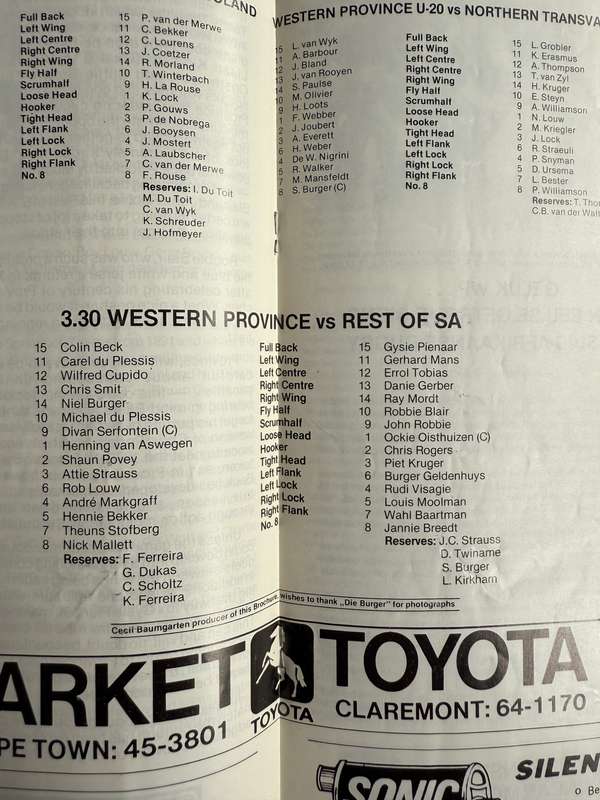 OLAND
Full Back 15 P. van der Merwe
Left Wing 11 C. Bekker
Left Centre 12 C. Lourens
Right Centre 13 J. Coetzer
Right Wing 14 R. Morland
Fly Half 10 T. Winterbach
Scrumhalf 9 H. La Rouse
Loose Head 1 K. Lock
Hooker 2 P. Gouws
Tight Head 3 P. de Nobrega
Left Flank 6 J. Booysen
Left Lock 4 J. Mostert
Right Lock 5 A. Laubscher
Right Flank 7 C. van der Merwe
No. 8 8 F. Rouse
Reserves: I. Du Toit
M. Du Toit
C. van Wyk
K. Schreuder
J. Hofmeyer
WESTERN PROVINCE U-20 vs NORTHERN TRANSVA
15 L. van Wyk Full Back 15 L. Grobler
11 A. Barbour Left Wing 11 K. Erasmus
12 J. Bland Left Centre 12 A. Thompson
13 J. van Rooyen Right Centre 13 T. van Zyl
14 S. Paulse Right Wing 14 H. Kruger
10 M. Olivier Fly Half 10 E. Steyn
9 H. Loots Scrumhalf 9 A. Williamson
1 F. Webber Loose Head 1 N. Louw
2 J. Joubert Hooker 2 M. Kriegler
3 A. Everett Tight Head 3 J. Lock
6 H. Weber Left Flank 6 R. Straeuli
4 De W. Nigrini Left Lock 4 P. Snyman
5 R. Walker Right Lock 5 D. Ursema
7 M. Mansfeldt Right Flank 7 L. Bester
8 S. Burger (C) No. 8 8 P. Williamson
Reserves: T. Thor
C.B. van der Walt
3.30 WESTERN PROVINCE vs REST OF SA
15 Colin Beck Full Back 15 Gysie Pienaar
11 Carel du Plessis Left Wing 11 Gerhard Mans
12 Wilfred Cupido Left Centre 12 Errol Tobias
13 Chris Smit Right Centre 13 Danie Gerber
14 Niel Burger Right Wing 14 Ray Mordt
10 Michael du Plessis Fly Half 10 Robbie Blair
9 Divan Serfontein (C) Scrumhalf 9 John Robbie
1 Henning van Aswegen Loose Head 1 Ockie Oisthuizen (C)
2 Shaun Povey Hooker 2 Chris Rogers
3 Attie Strauss Tight Head 3 Piet Kruger
6 Rob Louw Left Flank 6 Burger Geldenhuys
4 André Markgraff Left Lock 4 Rudi Visagie
5 Hennie Bekker Right Lock 5 Louis Moolman
7 Theuns Stofberg Right Flank 7 Wahl Baartman
8 Nick Mallett No. 8 8 Jannie Breedt
Reserves: F. Ferreira Reserves: J.C. Strauss
G. Dukas D. Twiname
C. Scholtz S. Burger
K. Ferreira L. Kirkham
Cecil Baumgarten producer of this Brochure, wishes to thank „Die Burger" for photographs
ARKET TOYOTA TOYOTA
PE TOWN: 45-3801 CLAREMONT: 64-1170
SONIC SILEN
o Be